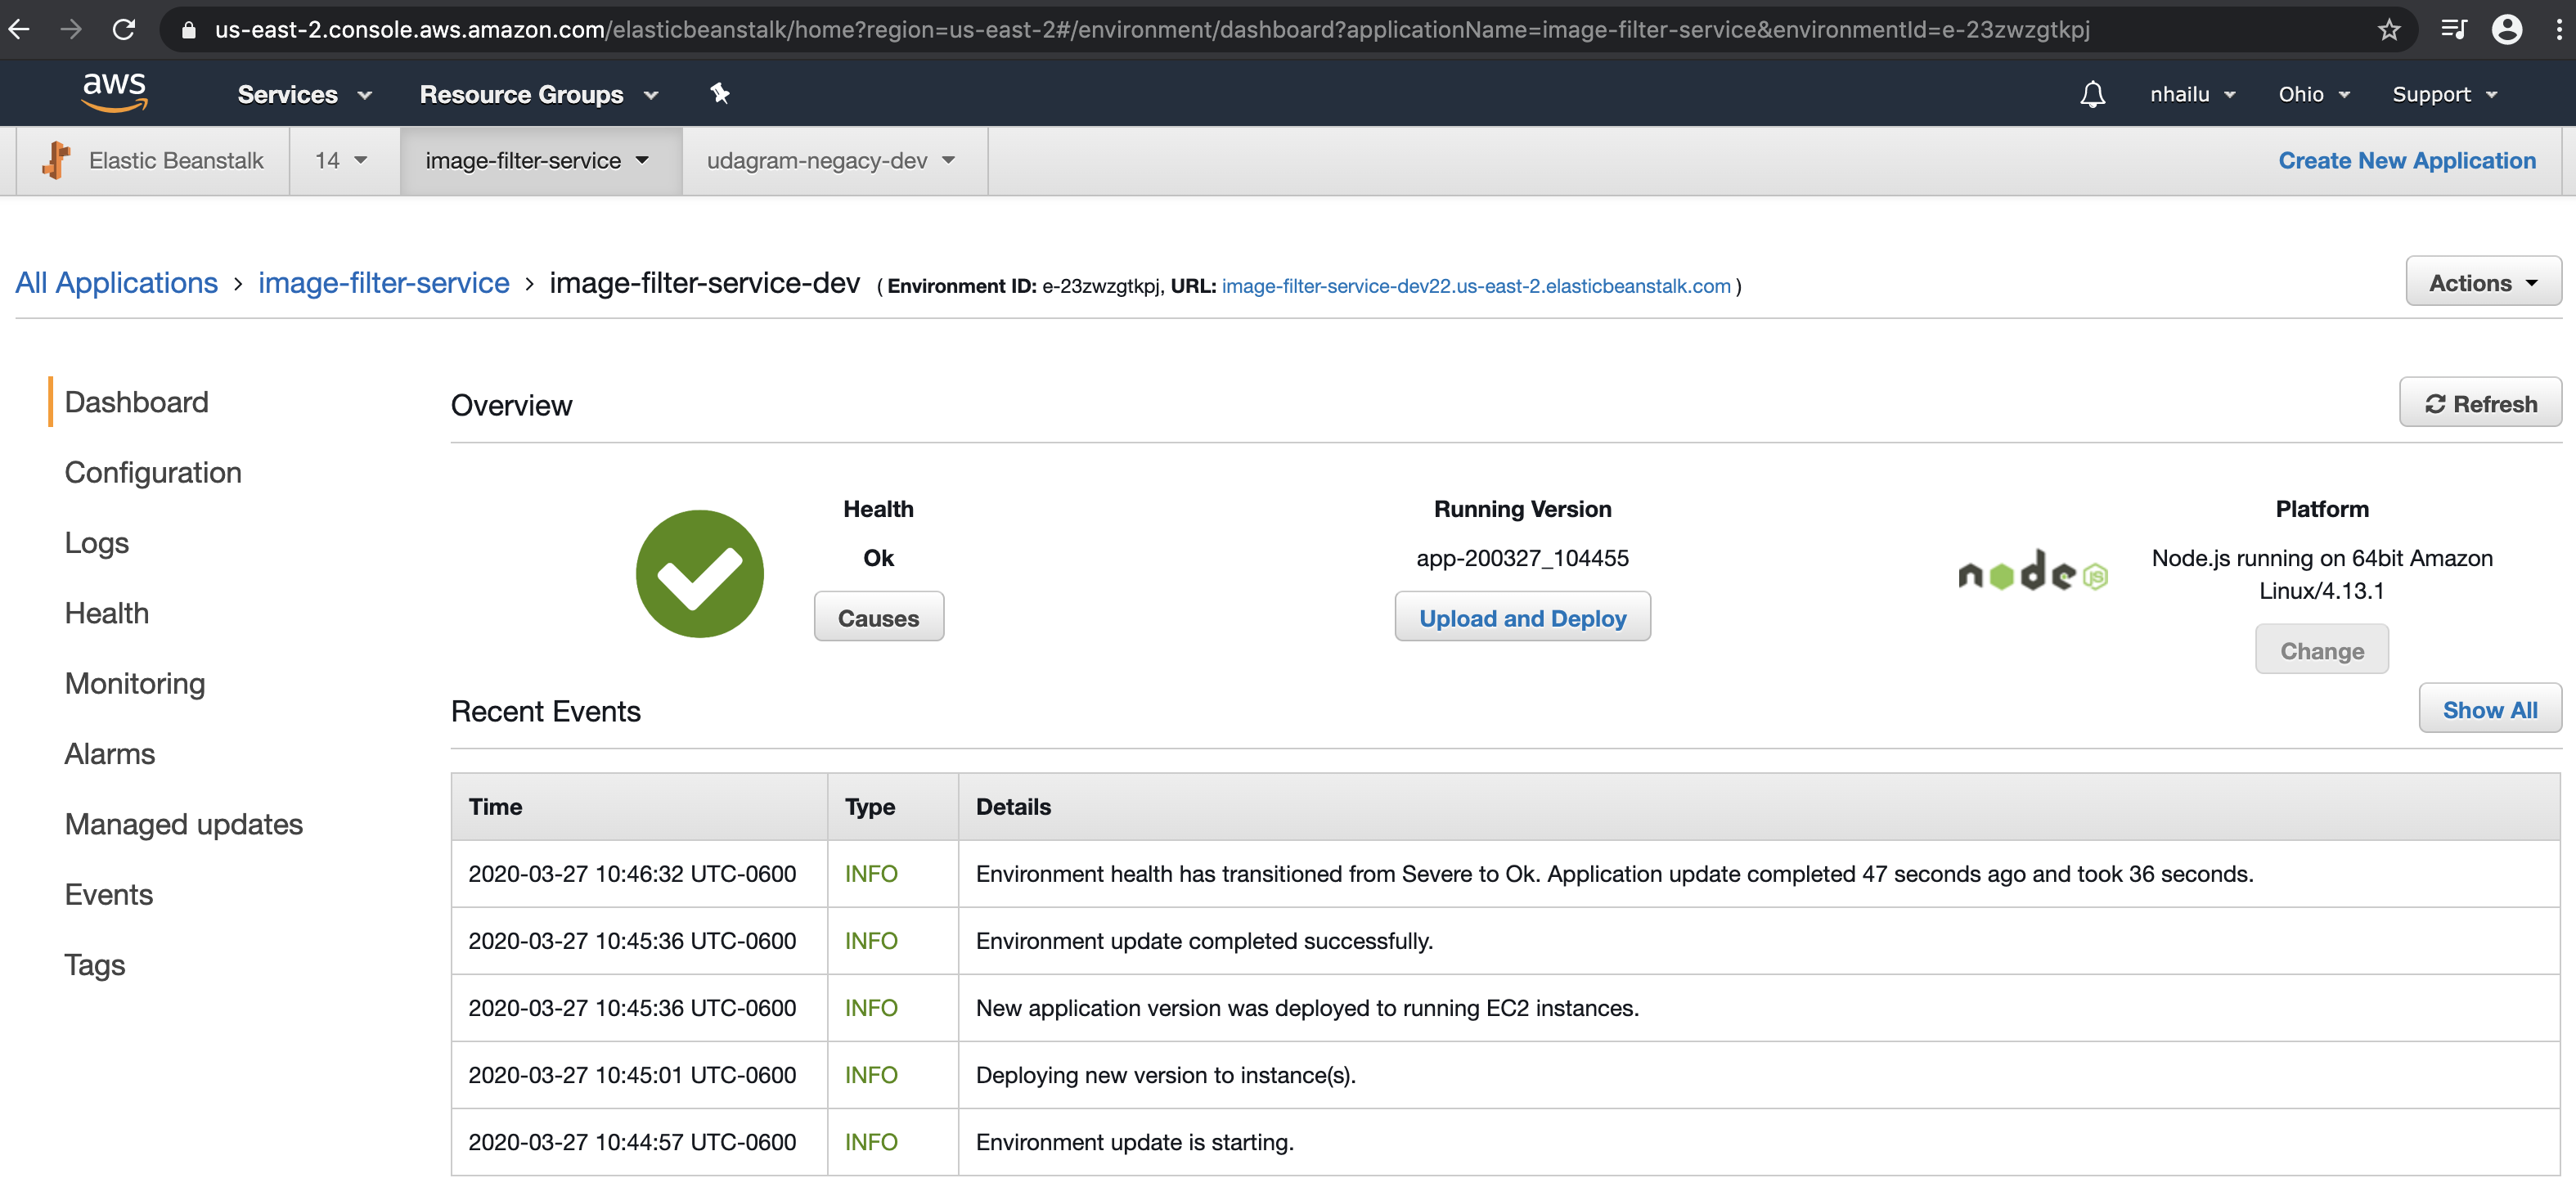 us-east-2.console.aws.amazon.com/elasticbeanstalk/home?region=us-east-2#/environment/dashboard?applicationName=image-filter-service&environmentId=e-23zwzgtkpj
aws Services Resource Groups nhailu Ohio Support
Elastic Beanstalk 14 image-filter-service udagram-negacy-dev Create New Application
All Applications › image-filter-service › image-filter-service-dev ( Environment ID: e-23zwzgtkpj, URL: image-filter-service-dev22.us-east-2.elasticbeanstalk.com ) Actions
Dashboard
Configuration
Logs
Health
Monitoring
Alarms
Managed updates
Events
Tags
Overview Refresh
Health
Ok
Causes
Running Version
app-200327_104455
Upload and Deploy
node JS
Platform
Node.js running on 64bit Amazon
Linux/4.13.1
Change
Recent Events Show All
Time Type Details
2020-03-27 10:46:32 UTC-0600 INFO Environment health has transitioned from Severe to Ok. Application update completed 47 seconds ago and took 36 seconds.
2020-03-27 10:45:36 UTC-0600 INFO Environment update completed successfully.
2020-03-27 10:45:36 UTC-0600 INFO New application version was deployed to running EC2 instances.
2020-03-27 10:45:01 UTC-0600 INFO Deploying new version to instance(s).
2020-03-27 10:44:57 UTC-0600 INFO Environment update is starting.